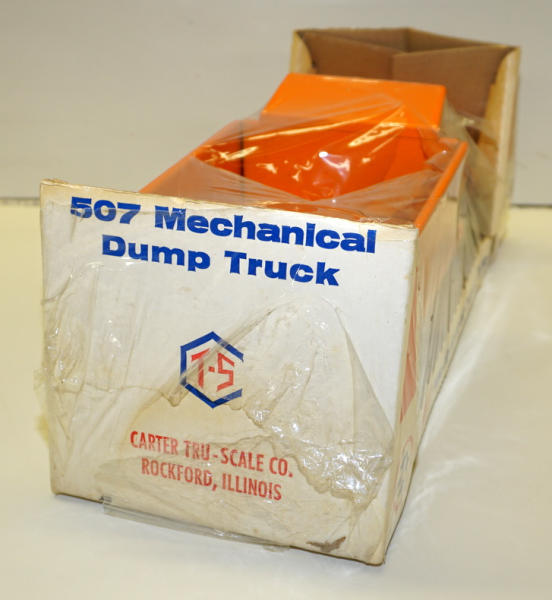 507 Mechanical
Dump Truck
T-S
CARTER TRU-SCALE CO.
ROCKFORD, ILLINOIS